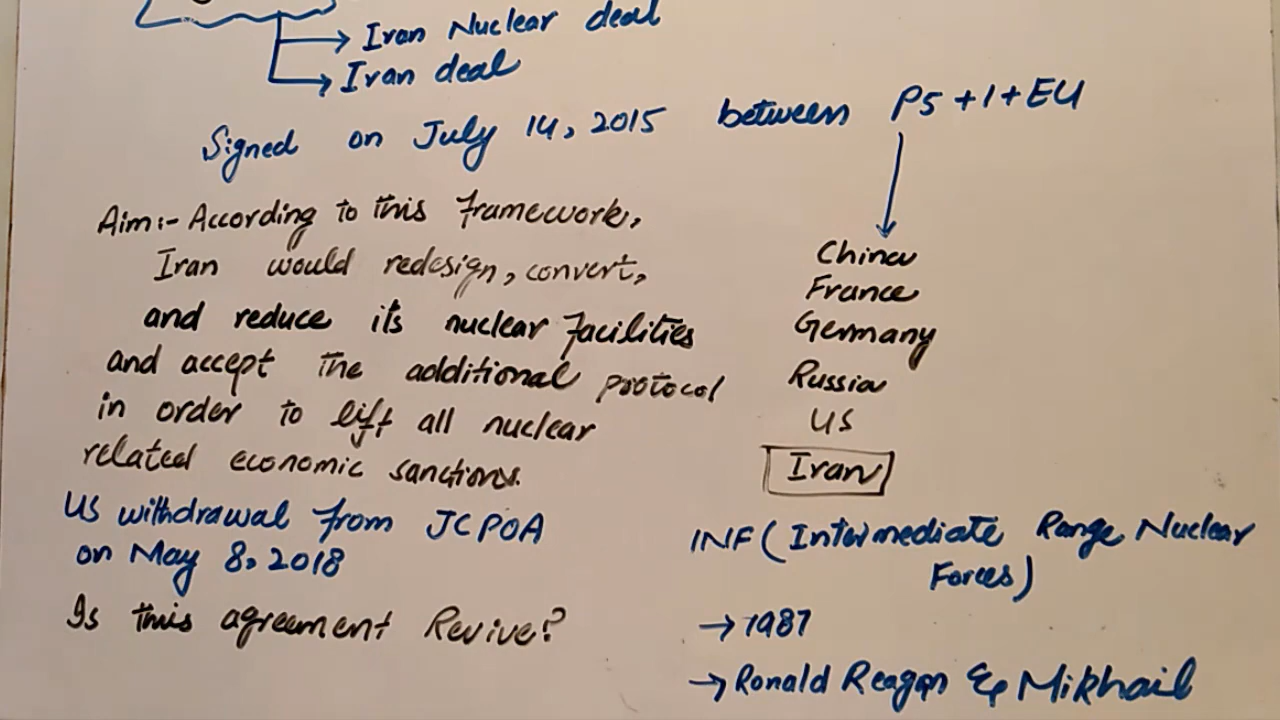 Iran Nuclear deal
Iran deal
Signed on July 14, 2015 between P5+1+EU
Aim:- According to this framework,
Iran would redesign, convert,
and reduce its nuclear facilities
and accept the additional protocol
in order to lift all nuclear
related economic sanctions.
US withdrawal from JCPOA
on May 8, 2018
Is this agreement Revive?
China
France
Germany
Russia
US
Iran
INF (Intermediate Range Nuclear
Forces)
→ 1987
→ Ronald Reagan & Mikhail